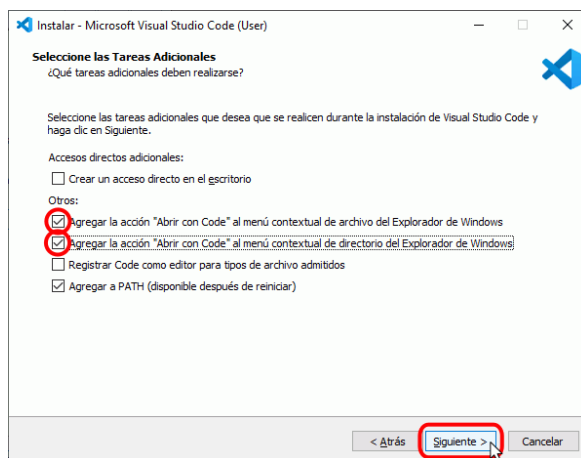 Instalar - Microsoft Visual Studio Code (User)
Seleccione las Tareas Adicionales
¿Qué tareas adicionales deben realizarse?
Seleccione las tareas adicionales que desea que se realicen durante la instalación de Visual Studio Code y
haga clic en Siguiente.
Accesos directos adicionales:
Crear un acceso directo en el escritorio
Otros:
Agregar la acción "Abrir con Code" al menú contextual de archivo del Explorador de Windows
Agregar la acción "Abrir con Code" al menú contextual de directorio del Explorador de Windows
Registrar Code como editor para tipos de archivo admitidos
Agregar a PATH (disponible después de reiniciar)
< Atrás Siguiente > Cancelar